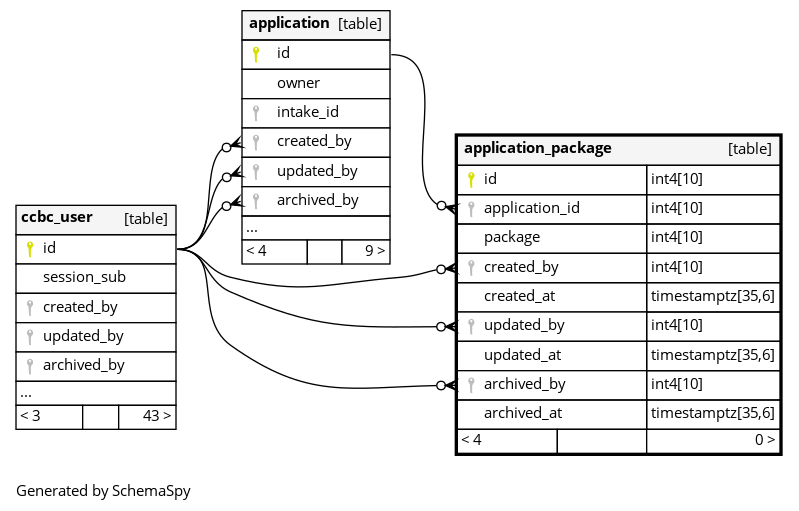 application [table]
id
owner
intake_id
created_by
updated_by
archived_by
...
< 4 9 >
application_package [table]
id int4[10]
application_id int4[10]
package int4[10]
created_by int4[10]
created_at timestamptz[35,6]
updated_by int4[10]
updated_at timestamptz[35,6]
archived_by int4[10]
archived_at timestamptz[35,6]
< 4 0 >
ccbc_user [table]
id
session_sub
created_by
updated_by
archived_by
...
< 3 43 >
Generated by SchemaSpy